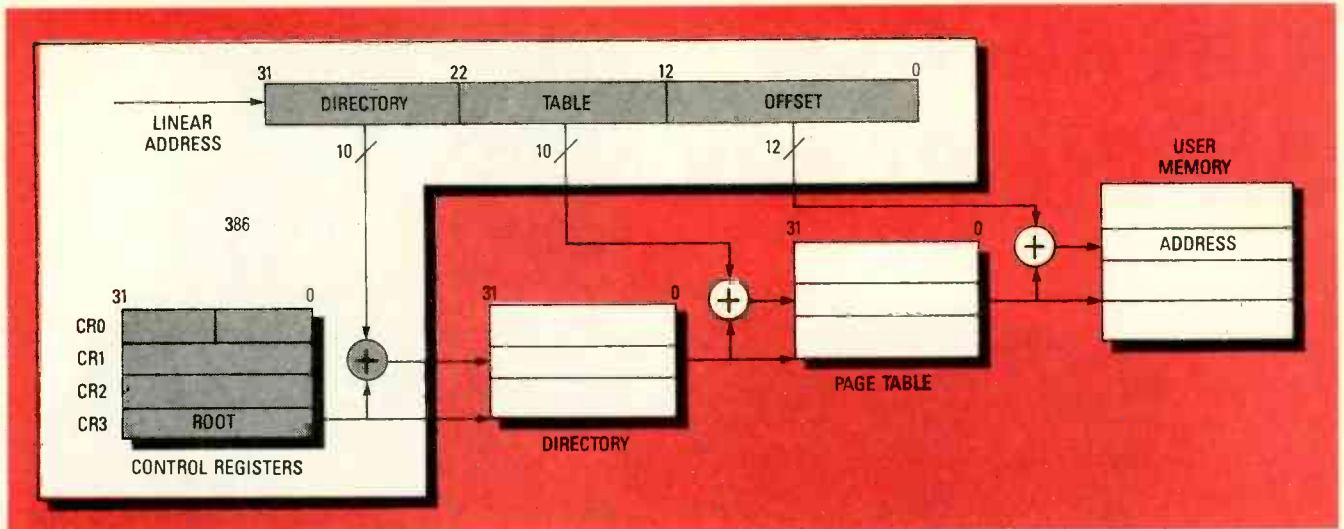 31 22 12 0
DIRECTORY TABLE OFFSET
LINEAR
ADDRESS
10 10 12
USER
MEMORY
386
31 0
ADDRESS
31 0
31 0
CR0
CR1
CR2
CR3 ROOT
PAGE TABLE
DIRECTORY
CONTROL REGISTERS